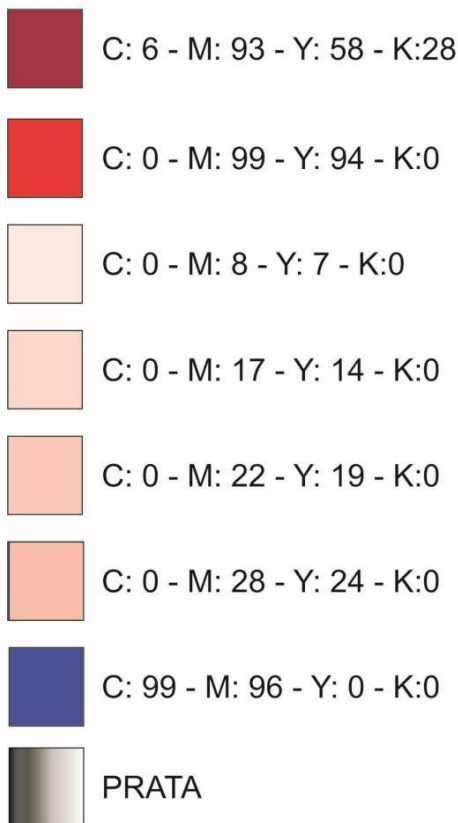 C: 6 - M: 93 - Y: 58 - K:28
C: 0 - M: 99 - Y: 94 - K:0
C: 0 - M: 8 - Y: 7 - K:0
C: 0 - M: 17 - Y: 14 - K:0
C: 0 - M: 22 - Y: 19 - K:0
C: 0 - M: 28 - Y: 24 - K:0
C: 99 - M: 96 - Y: 0 - K:0
PRATA